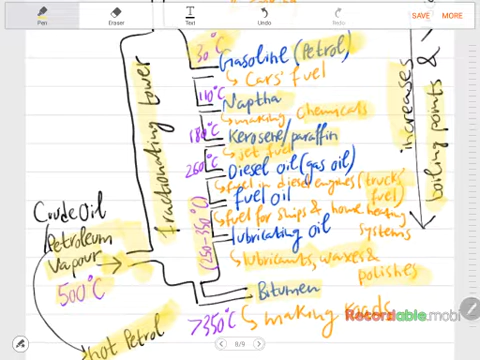 Pen
Eraser
Text
Undo
Redo
SAVE
MORE
30°C
Gasoline (Petrol)
↳ Cars' fuel
110°C
Naptha
↳ making chemicals
180°C
Kerosene/paraffin
↳ jet fuel
260°C
Diesel oil (gas oil)
↳ fuel in diesel engines (trucks' fuel)
fuel oil
↳ fuel for ships & home heating systems
lubricating oil
↳ lubricants, waxes & polishes
Bitumen
>350°C
↳ making roads
fractionating tower
increases
boiling points &
Crude Oil
Petroleum
Vapour
500°C
hot Petrol
8/9
Recordable.mobi